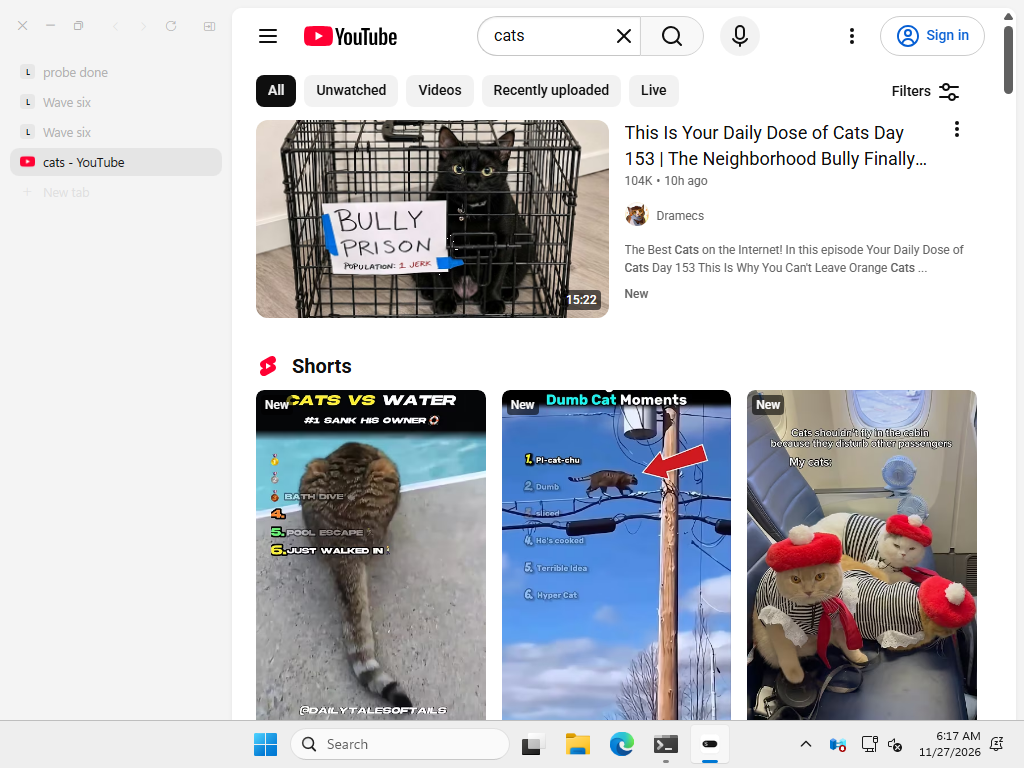 probe done
Wave six
Wave six
cats - YouTube
New tab
YouTube
cats
Sign in
All
Unwatched
Videos
Recently uploaded
Live
Filters
BULLY
PRISON
POPULATION: 1 JERK
15:22
This Is Your Daily Dose of Cats Day
153 | The Neighborhood Bully Finally…
104K • 10h ago
Dramecs
The Best Cats on the Internet! In this episode Your Daily Dose of
Cats Day 153 This Is Why You Can't Leave Orange Cats ...
New
Shorts
New
CATS VS WATER
#1 SANK HIS OWNER
BATH DIVE
4.
5. POOL ESCAPE
6. JUST WALKED IN
@DAILYTALESOFTAILS
New
Dumb Cat Moments
1. Pi-cat-chu
2. Dumb
3. sliced
4. He's cooked
5. Terrible Idea
6. Hyper Cat
New
Cats shouldn't fly in the cabin
because they disturb other passengers
My cats:
Search
6:17 AM
11/27/2026